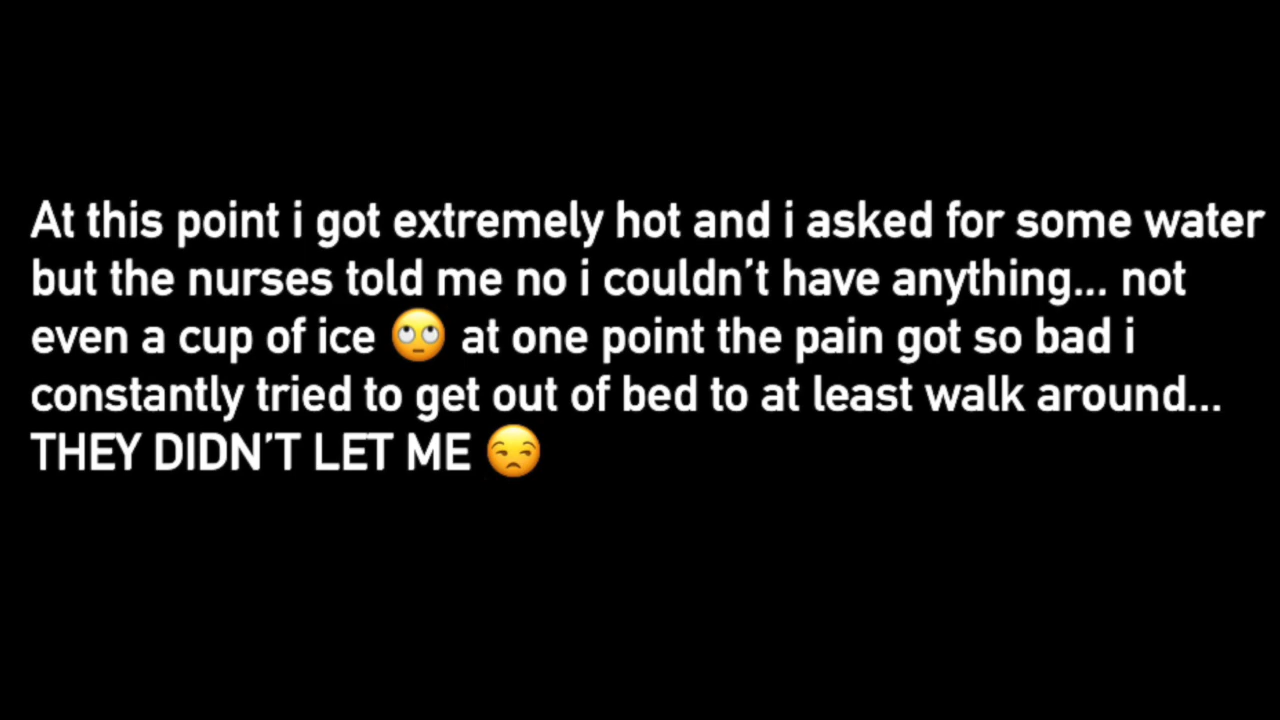 At this point i got extremely hot and i asked for some water
but the nurses told me no i couldn’t have anything... not
even a cup of ice 🙄 at one point the pain got so bad i
constantly tried to get out of bed to at least walk around...
THEY DIDN’T LET ME 😒